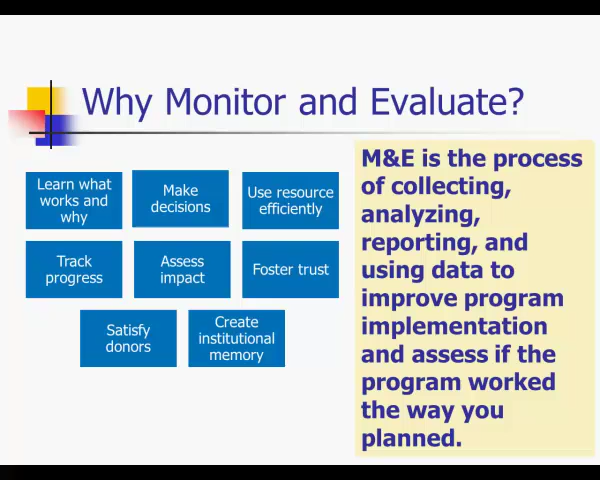 Why Monitor and Evaluate?
Learn what
works and
why
Make
decisions
Use resource
efficiently
Track
progress
Assess
impact
Foster trust
Satisfy
donors
Create
institutional
memory
M&E is the process
of collecting,
analyzing,
reporting, and
using data to
improve program
implementation
and assess if the
program worked
the way you
planned.